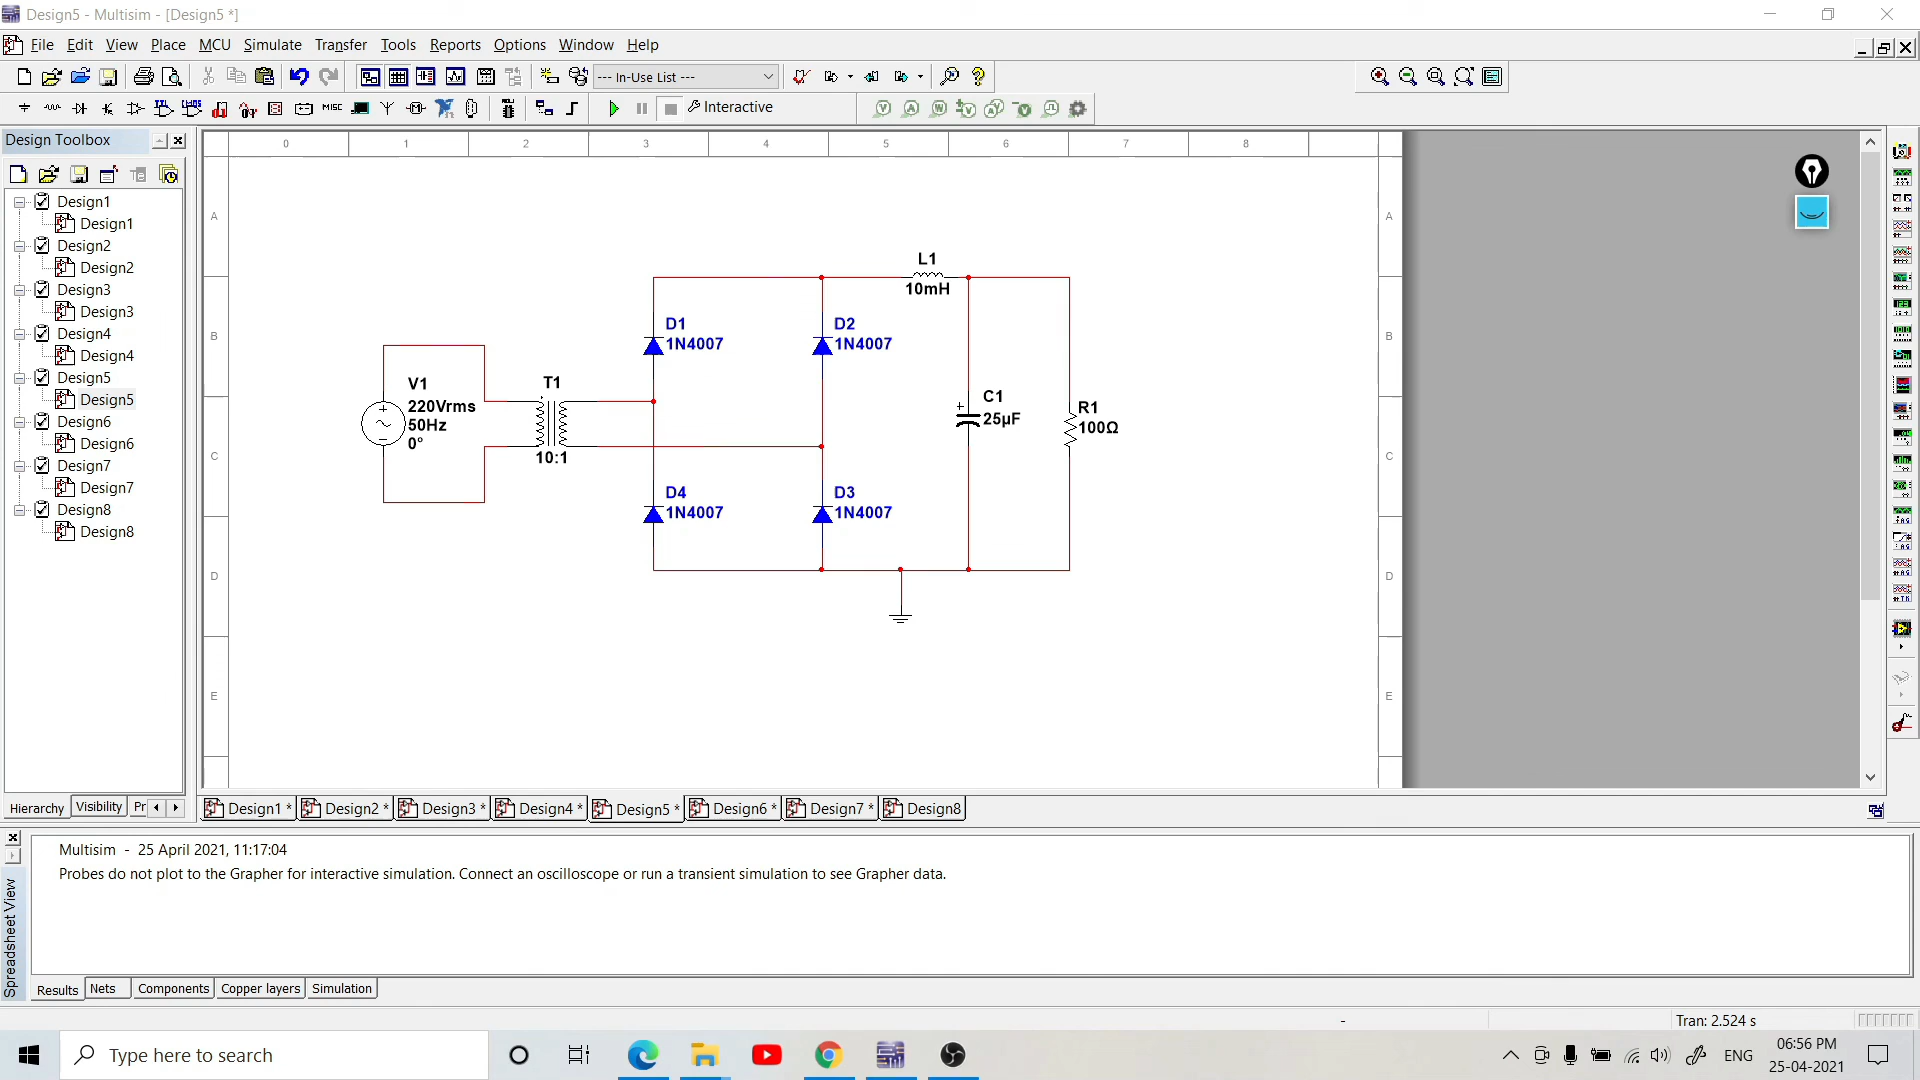 Design5 - Multisim - [Design5 *]
File Edit View Place MCU Simulate Transfer Tools Reports Options Window Help
--- In-Use List ---
MISC Interactive
Design Toolbox
0 1 2 3 4 5 6 7 8
Design1
Design1
Design2
Design2
Design3
Design3
Design4
Design4
Design5
Design5
Design6
Design6
Design7
Design7
Design8
Design8
A A
B B
C C
D D
E E
L1
10mH
D1
1N4007
D2
1N4007
V1
220Vrms
50Hz
0°
T1
10:1
C1
25µF
R1
100Ω
D4
1N4007
D3
1N4007
Hierarchy Visibility Pr
Design1 * Design2 * Design3 * Design4 * Design5 * Design6 * Design7 * Design8
Spreadsheet View
Multisim - 25 April 2021, 11:17:04
Probes do not plot to the Grapher for interactive simulation. Connect an oscilloscope or run a transient simulation to see Grapher data.
Results Nets Components Copper layers Simulation
- Tran: 2.524 s
Type here to search
ENG
06:56 PM
25-04-2021